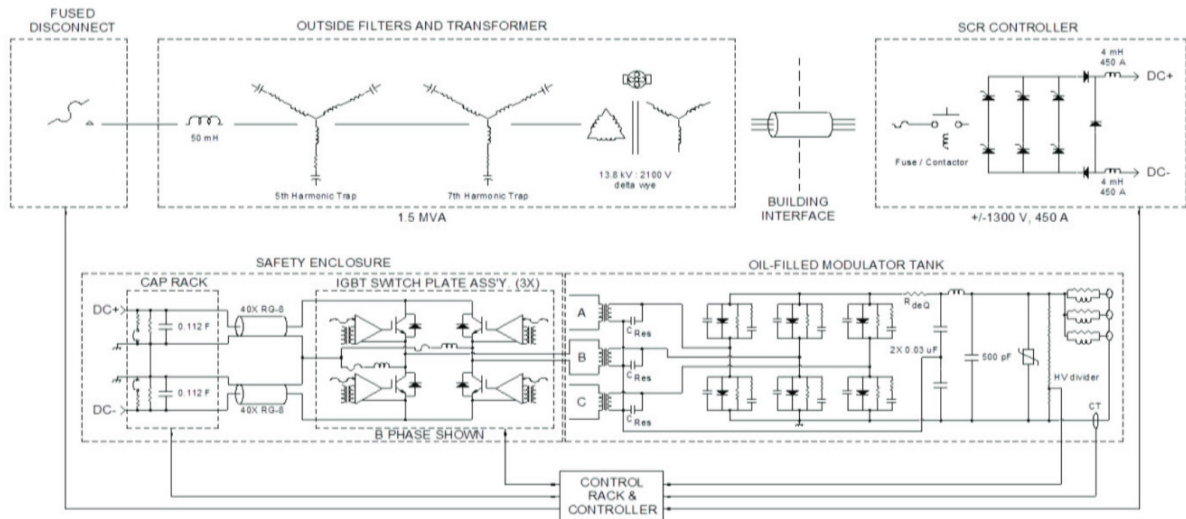 FUSED
DISCONNECT
OUTSIDE FILTERS AND TRANSFORMER
SCR CONTROLLER
50 mH
5th Harmonic Trap
7th Harmonic Trap
13.8 kV : 2100 V
delta wye
1.5 MVA
BUILDING
INTERFACE
Fuse / Contactor
4 mH
450 A
DC+
DC-
4 mH
450 A
+/-1300 V, 450 A
SAFETY ENCLOSURE
CAP RACK
IGBT SWITCH PLATE ASS'Y. (3X)
DC+
0.112 F
40X RG-8
0.112 F
DC-
40X RG-8
B PHASE SHOWN
OIL-FILLED MODULATOR TANK
A
C Res
B
C Res
C
C Res
R deQ
2X 0.03 uF
500 pF
HV divider
CT
CONTROL
RACK &
CONTROLLER